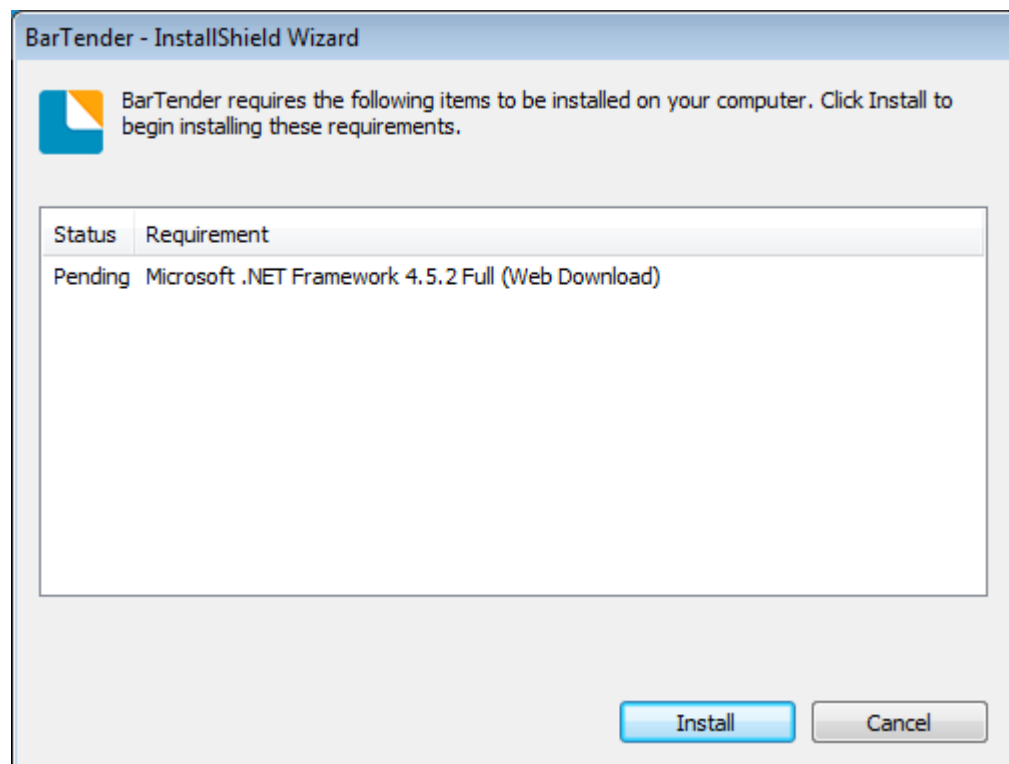 BarTender - InstallShield Wizard
BarTender requires the following items to be installed on your computer. Click Install to
begin installing these requirements.
Status Requirement
Pending Microsoft .NET Framework 4.5.2 Full (Web Download)
Install Cancel